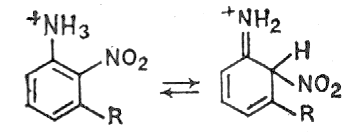 +NH₃
NO₂
R
⇌
+NH₂
H
NO₂
R